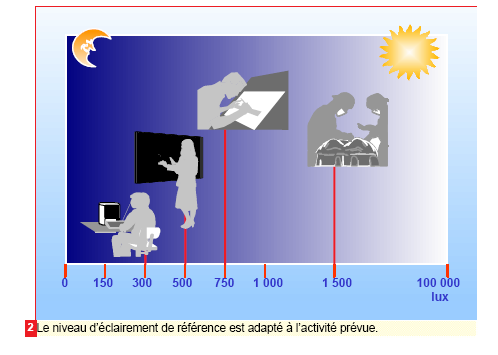 0 150 300 500 750 1 000 1 500 100 000
lux
2 Le niveau d'éclairement de référence est adapté à l'activité prévue.